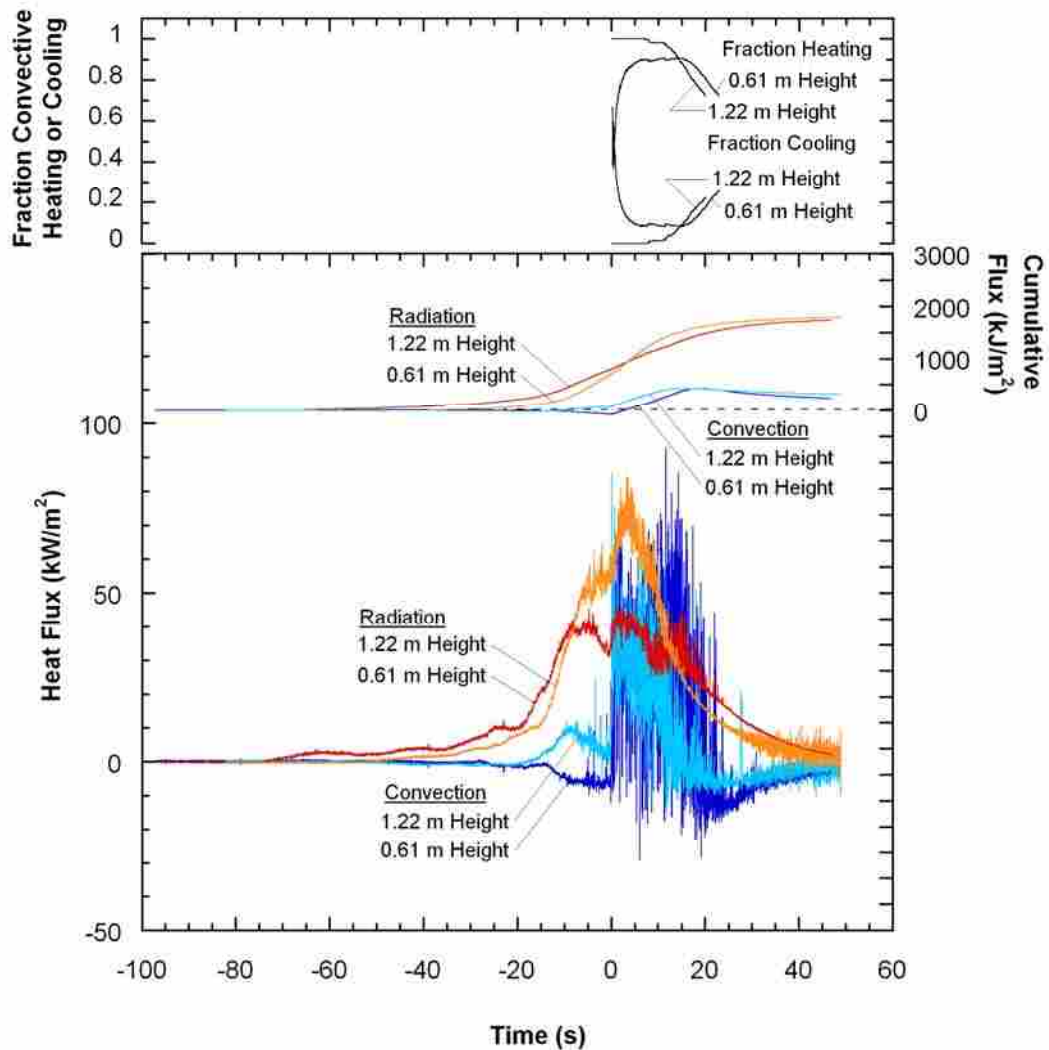 Fraction Convective
Heating or Cooling
1
0.8
0.6
0.4
0.2
0
Fraction Heating
0.61 m Height
1.22 m Height
Fraction Cooling
1.22 m Height
0.61 m Height
3000
2000
1000
0
Cumulative
Flux (kJ/m²)
Radiation
1.22 m Height
0.61 m Height
Convection
1.22 m Height
0.61 m Height
Heat Flux (kW/m²)
100
50
0
-50
Radiation
1.22 m Height
0.61 m Height
Convection
1.22 m Height
0.61 m Height
-100
-80
-60
-40
-20
0
20
40
60
Time (s)